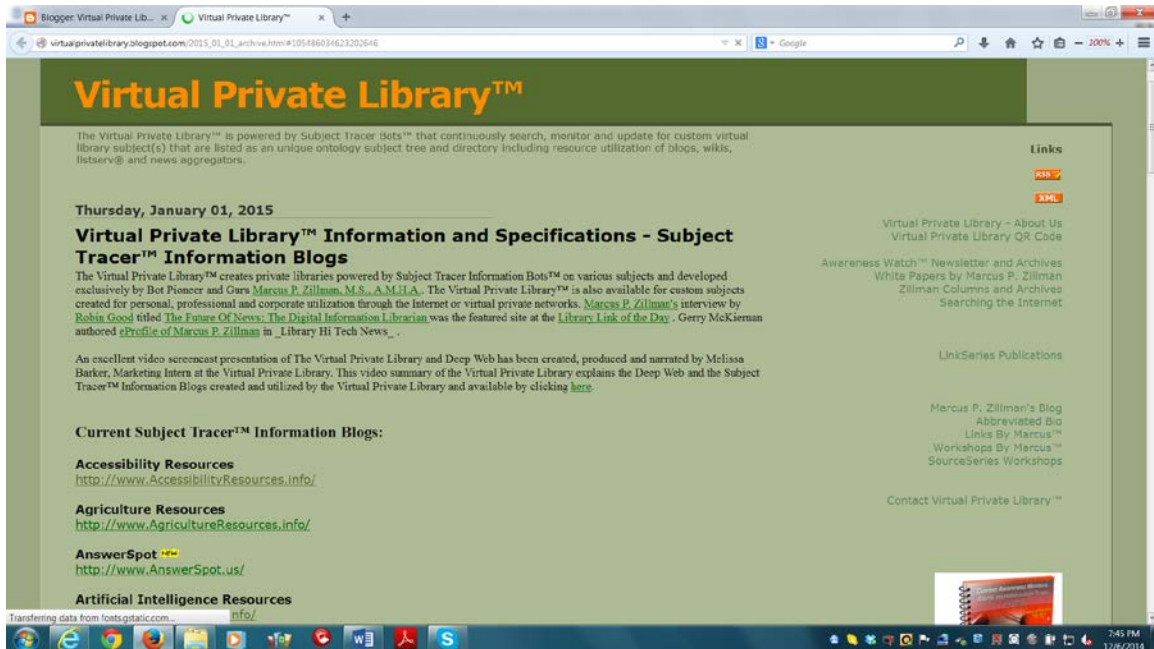 Blogger: Virtual Private Lib...
Virtual Private Library™
virtualprivatelibrary.blogspot.com/2015_01_01_archive.htm#105486034623202646
Google
100%
Virtual Private Library™
The Virtual Private Library™ is powered by Subject Tracer Bots™ that continuously search, monitor and update for custom virtual
library subject(s) that are listed as an unique ontology subject tree and directory including resource utilization of blogs, wikis,
listserv® and news aggregators.
Thursday, January 01, 2015
Virtual Private Library™ Information and Specifications - Subject
Tracer™ Information Blogs
The Virtual Private Library™ creates private libraries powered by Subject Tracer Information Bots™ on various subjects and developed
exclusively by Bot Pioneer and Guru Marcus P. Zillman, M.S., A.M.H.A.. The Virtual Private Library™ is also available for custom subjects
created for personal, professional and corporate utilization through the Internet or virtual private networks. Marcus P. Zillman's interview by
Robin Good titled The Future Of News: The Digital Information Librarian was the featured site at the Library Link of the Day . Gerry McKiernan
authored eProfile of Marcus P. Zillman in _Library Hi Tech News_ .
An excellent video screencast presentation of The Virtual Private Library and Deep Web has been created, produced and narrated by Melissa
Barker, Marketing Intern at the Virtual Private Library. This video summary of the Virtual Private Library explains the Deep Web and the Subject
Tracer™ Information Blogs created and utilized by the Virtual Private Library and available by clicking here.
Current Subject Tracer™ Information Blogs:
Accessibility Resources
http://www.AccessibilityResources.info/
Agriculture Resources
http://www.AgricultureResources.info/
AnswerSpot NEW
http://www.AnswerSpot.us/
Artificial Intelligence Resources
nfo/
Links
RSS
XML
Virtual Private Library - About Us
Virtual Private Library QR Code
Awareness Watch™ Newsletter and Archives
White Papers by Marcus P. Zillman
Zillman Columns and Archives
Searching the Internet
LinkSeries Publications
Marcus P. Zillman's Blog
Abbreviated Bio
Links By Marcus™
Workshops By Marcus™
SourceSeries Workshops
Contact Virtual Private Library™
Transferring data from fonts.gstatic.com...
7:45 PM
12/6/2014